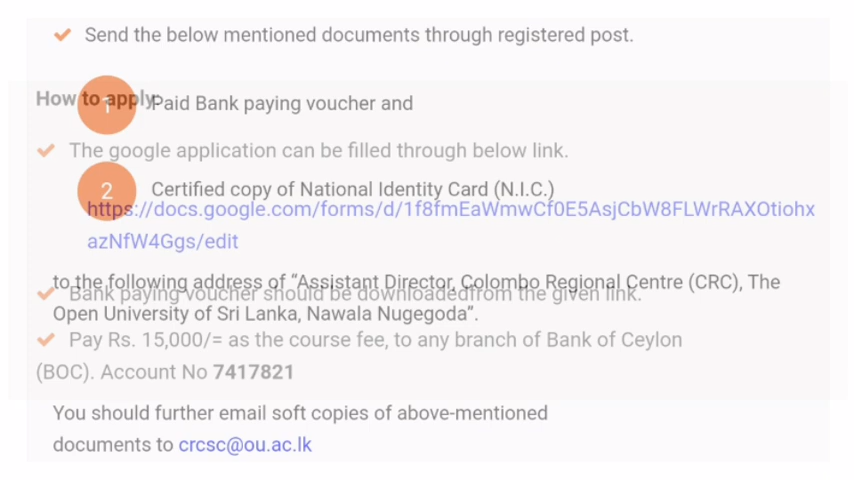 Send the below mentioned documents through registered post.
How to apply:
1 Paid Bank paying voucher and
The google application can be filled through below link.
2 Certified copy of National Identity Card (N.I.C.)
https://docs.google.com/forms/d/1f8fmEaWmwCf0E5AsjCbW8FLWrRAXOtiohx
azNfW4Ggs/edit
to the following address of “Assistant Director, Colombo Regional Centre (CRC), The
Bank paying voucher should be downloadedfrom the given link.
Open University of Sri Lanka, Nawala Nugegoda”.
Pay Rs. 15,000/= as the course fee, to any branch of Bank of Ceylon
(BOC). Account No 7417821
You should further email soft copies of above-mentioned
documents to crcsc@ou.ac.lk